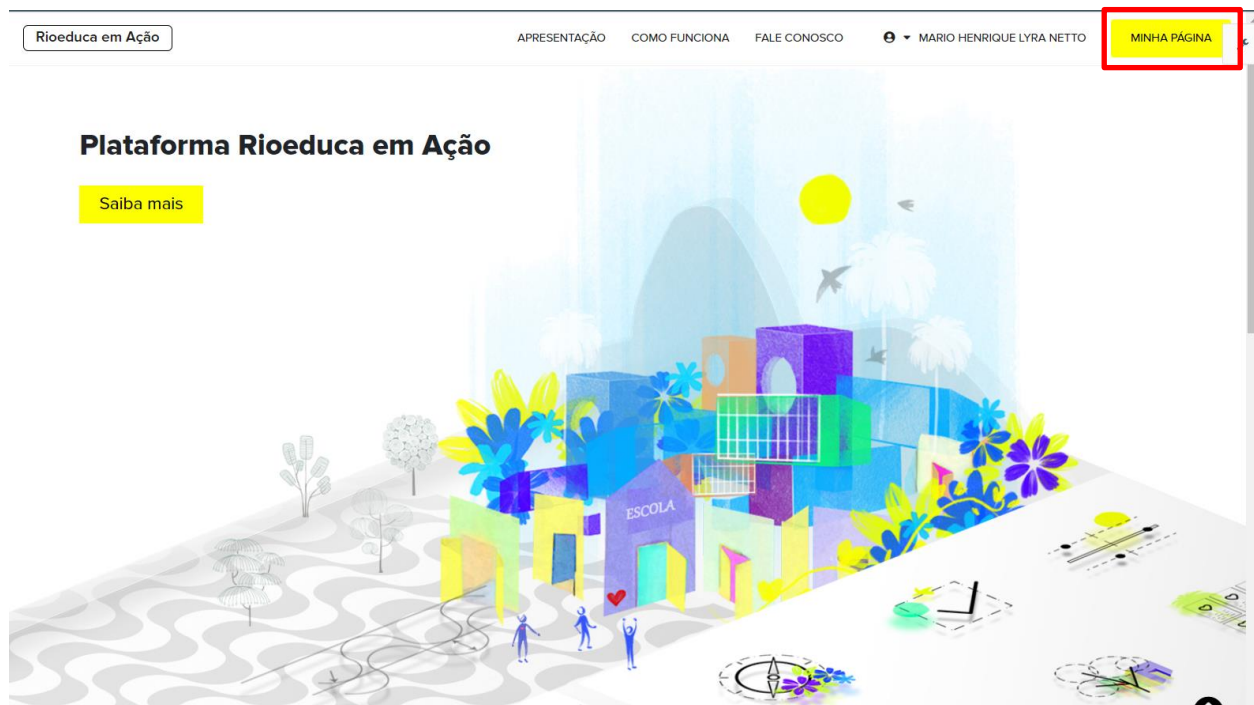 Rioeduca em Ação
APRESENTAÇÃO COMO FUNCIONA FALE CONOSCO MARIO HENRIQUE LYRA NETTO MINHA PÁGINA
Plataforma Rioeduca em Ação
Saiba mais
ESCOLA